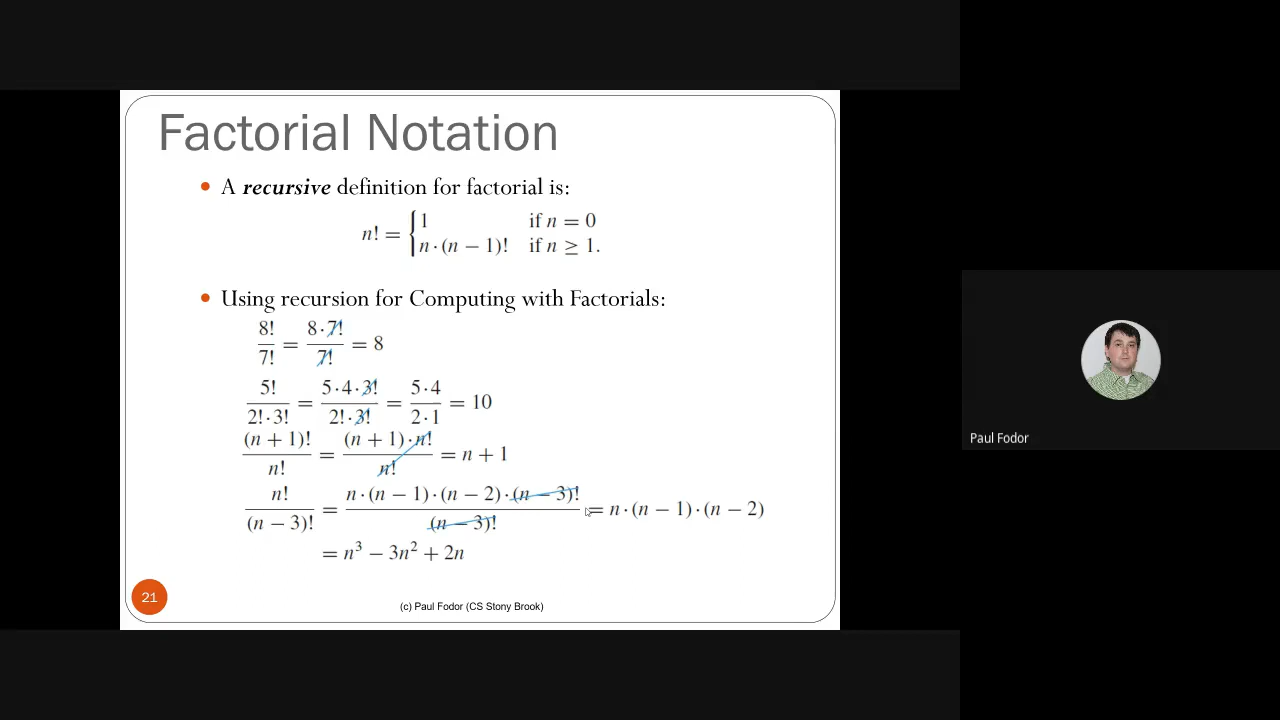 Factorial Notation
• A recursive definition for factorial is:
n! = { 1 if n = 0
n · (n − 1)! if n ≥ 1.
• Using recursion for Computing with Factorials:
8!/7! = (8 · 7!)/7! = 8
5!/(2! · 3!) = (5 · 4 · 3!)/(2! · 3!) = (5 · 4)/(2 · 1) = 10
(n + 1)!/n! = ((n + 1) · n!)/n! = n + 1
n!/(n − 3)! = (n · (n − 1) · (n − 2) · (n − 3)!)/(n − 3)! = n · (n − 1) · (n − 2)
= n³ − 3n² + 2n
21
(c) Paul Fodor (CS Stony Brook)
Paul Fodor